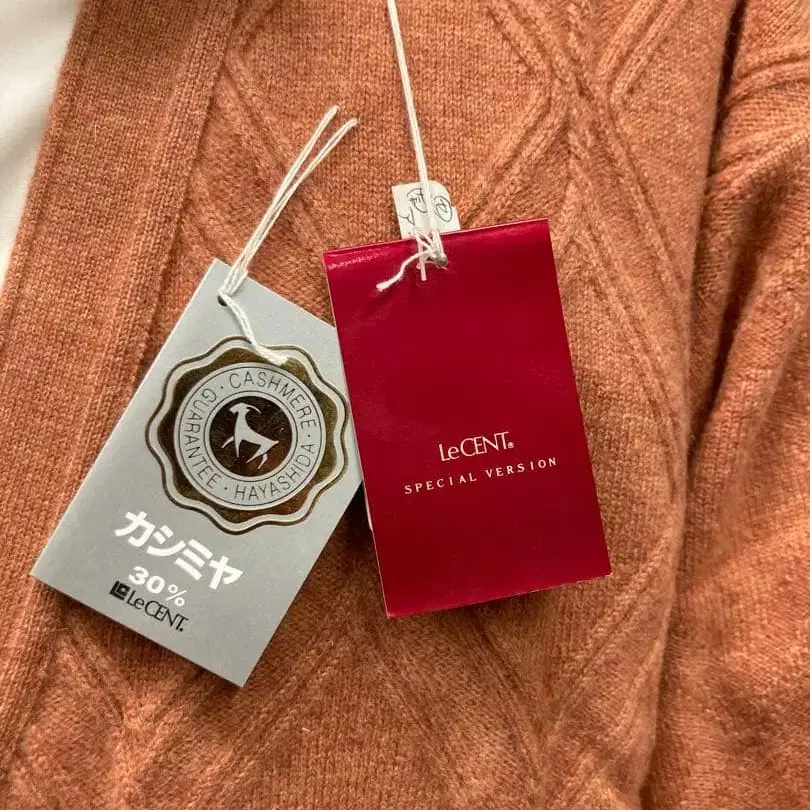 CASHMERE · HAYASHIDA · GUARANTEE ·
カシミヤ
30%
LeCENT.
LeCENT®
SPECIAL VERSION